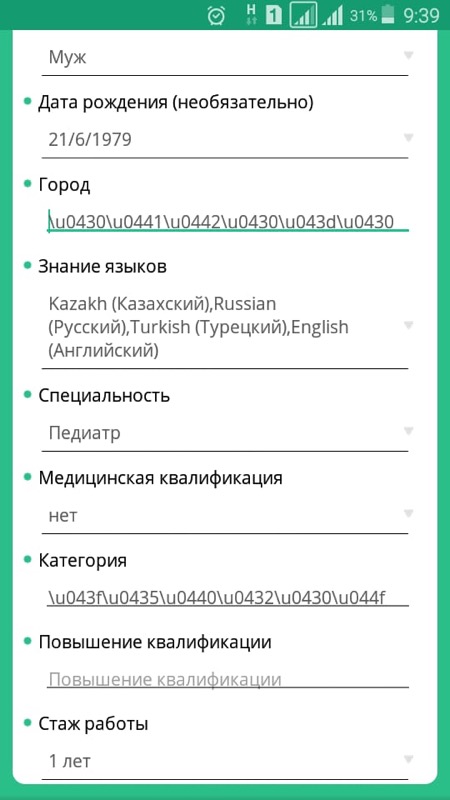 H 1 31% 9:39
Муж
Дата рождения (необязательно)
21/6/1979
Город
\u0430\u0441\u0442\u0430\u043d\u0430
Знание языков
Kazakh (Казахский),Russian
(Русский),Turkish (Турецкий),English
(Английский)
Специальность
Педиатр
Медицинская квалификация
нет
Категория
\u043f\u0435\u0440\u0432\u0430\u044f
Повышение квалификации
Повышение квалификации
Стаж работы
1 лет